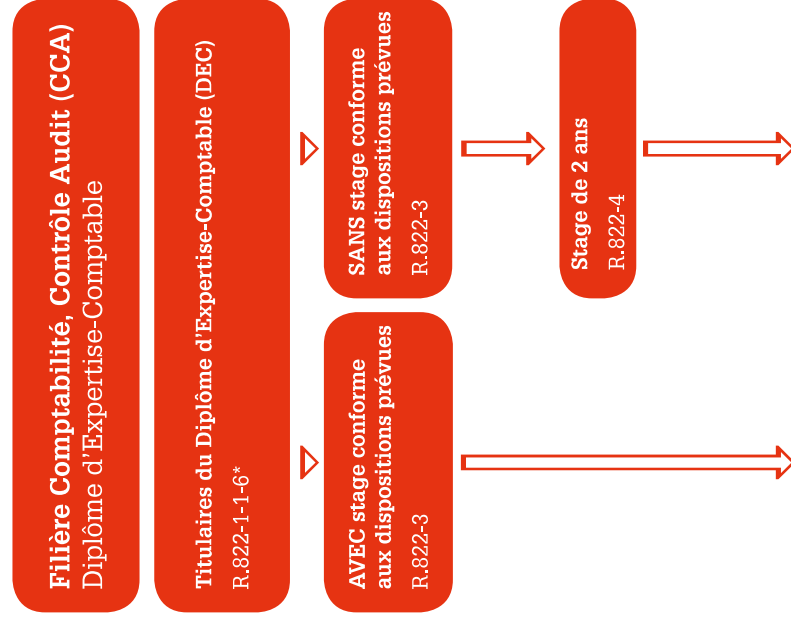 Filière Comptabilité, Contrôle Audit (CCA)
Diplôme d'Expertise-Comptable
Titulaires du Diplôme d'Expertise-Comptable (DEC)
R.822-1-1-6*
AVEC stage conforme
aux dispositions prévues
R.822-3
SANS stage conforme
aux dispositions prévues
R.822-3
Stage de 2 ans
R.822-4